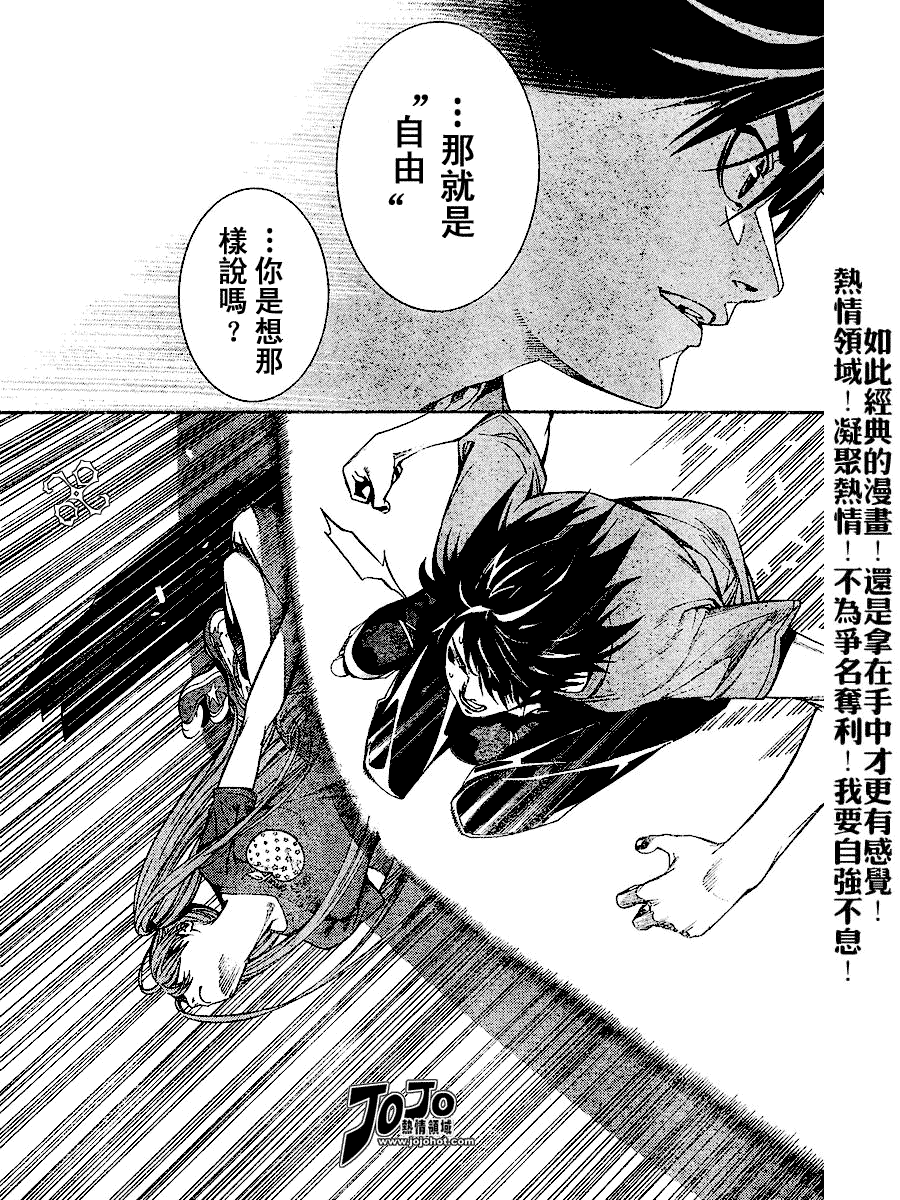 …那就是
”自由“
…你是想那
樣說嗎？
如此經典的漫畫！還是拿在手中才更有感覺！
熱情領域！凝聚熱情！不為爭名奪利！我要自強不息！
JOJO
熱情領域
www.jojohot.com